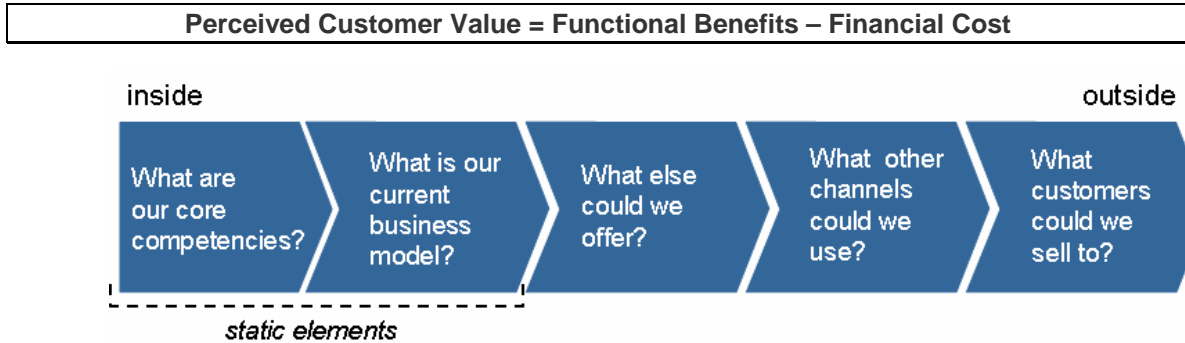 Perceived Customer Value = Functional Benefits – Financial Cost
inside
outside
What are
our core
competencies?
What is our
current
business
model?
What else
could we
offer?
What other
channels
could we
use?
What
customers
could we
sell to?
static elements